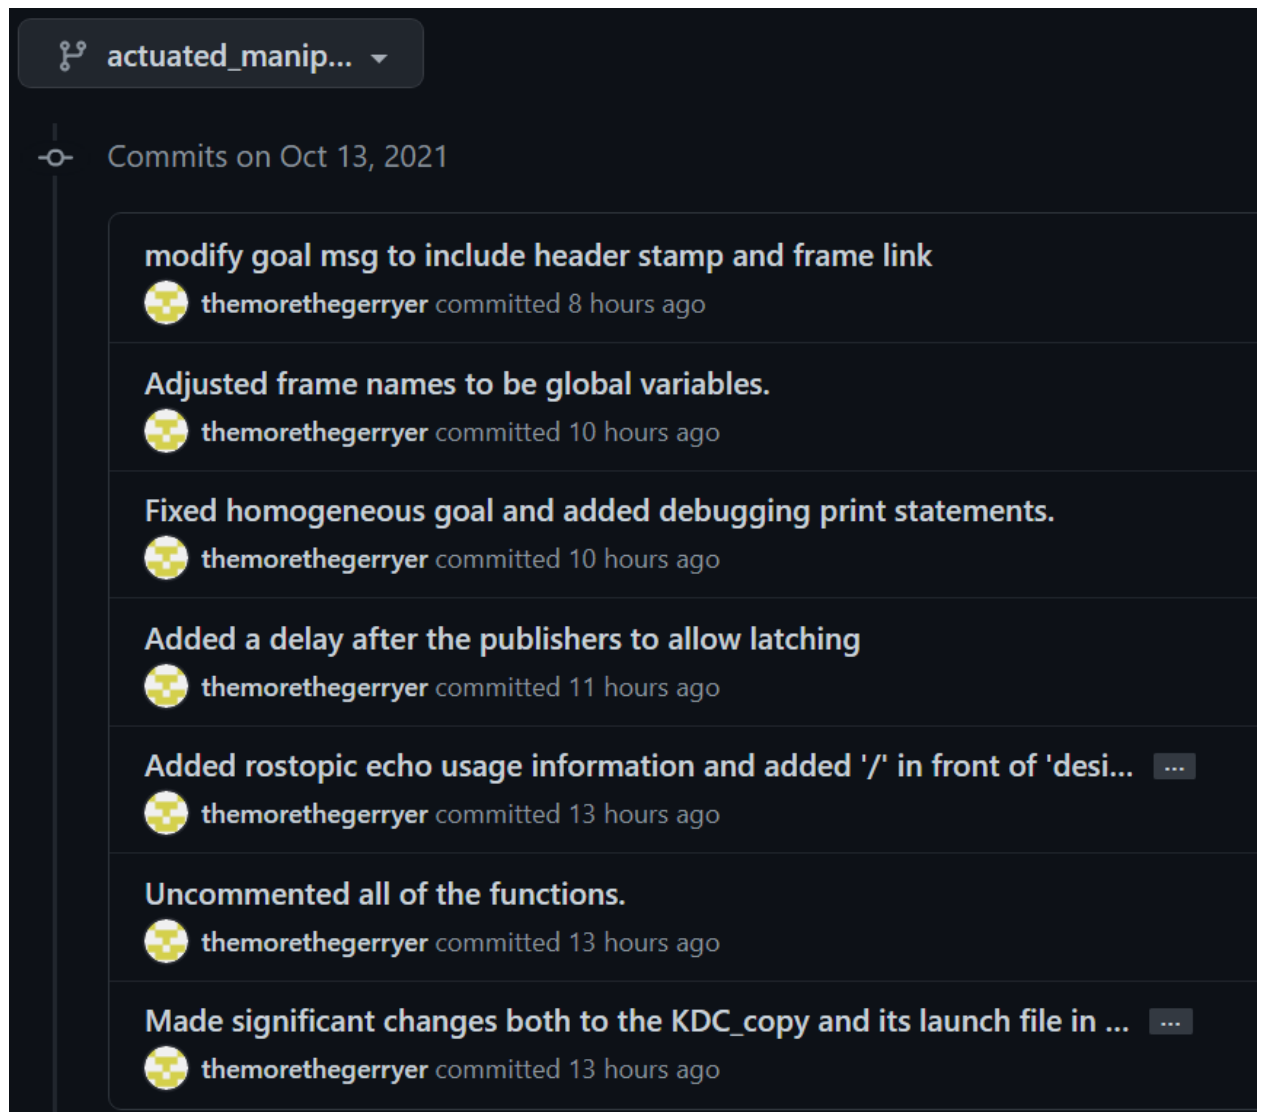 actuated_manip...
Commits on Oct 13, 2021
modify goal msg to include header stamp and frame link
themorethegerryer committed 8 hours ago
Adjusted frame names to be global variables.
themorethegerryer committed 10 hours ago
Fixed homogeneous goal and added debugging print statements.
themorethegerryer committed 10 hours ago
Added a delay after the publishers to allow latching
themorethegerryer committed 11 hours ago
Added rostopic echo usage information and added '/' in front of 'desi... ...
themorethegerryer committed 13 hours ago
Uncommented all of the functions.
themorethegerryer committed 13 hours ago
Made significant changes both to the KDC_copy and its launch file in ... ...
themorethegerryer committed 13 hours ago